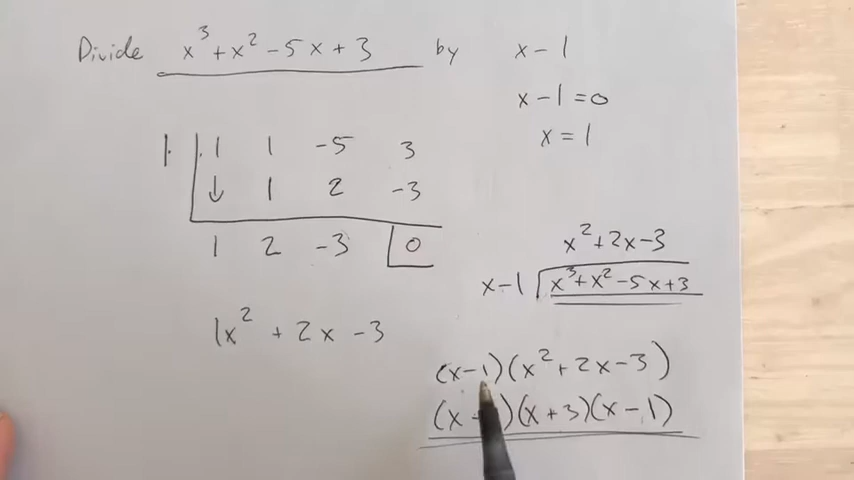 Divide x³ + x² - 5x + 3 by x - 1
x - 1 = 0
x = 1
1 1 1 -5 3
↓ 1 2 -3
1 2 -3 0
x² + 2x - 3
x - 1 x³ + x² - 5x + 3
1x² + 2x - 3
(x - 1)(x² + 2x - 3)
(x - )(x + 3)(x - 1)